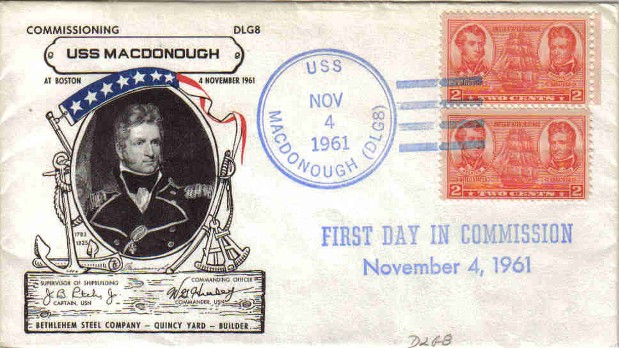 COMMISSIONING DLG8
USS MACDONOUGH
AT BOSTON 4 NOVEMBER 1961
1783
1825
SUPERVISOR OF SHIPBUILDING
CAPTAIN, USN
COMMANDING OFFICER
COMMANDER, USN
BETHLEHEM STEEL COMPANY – QUINCY YARD – BUILDER
USS
NOV
4
1961
MACDONOUGH (DLG8)
2 TWO CENTS 2
2 TWO CENTS 2
FIRST DAY IN COMMISSION
November 4, 1961